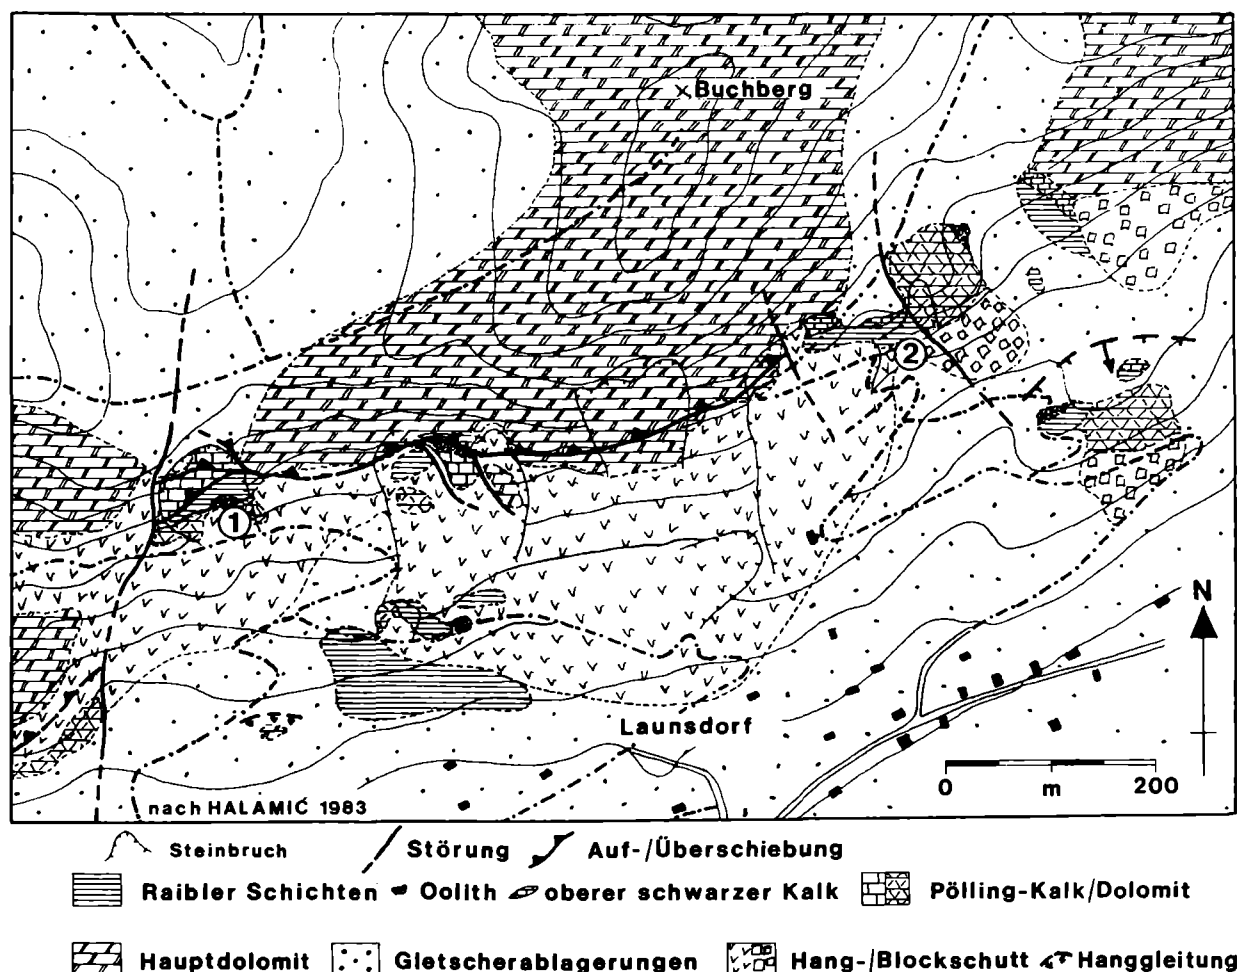 Buchberg
2
1
N
Launsdorf
0 m 200
nach HALAMIĆ 1983
Steinbruch Störung Auf-/Überschiebung
Raibler Schichten Oolith oberer schwarzer Kalk Pölling-Kalk/Dolomit
Hauptdolomit Gletscherablagerungen Hang-/Blockschutt Hanggleitung